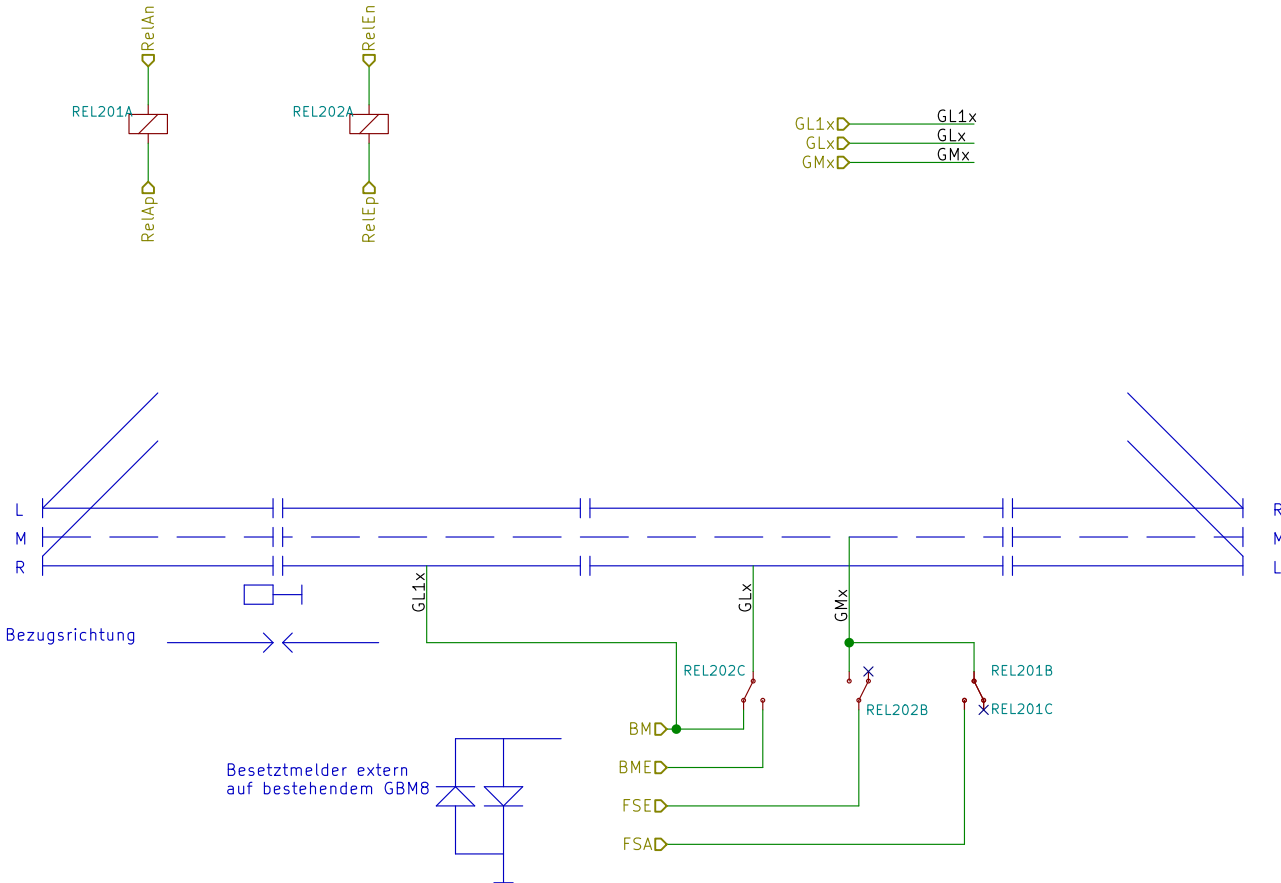 RelAn
RelEn
REL201A
REL202A
RelAp
RelEp
GL1x GL1x
GLx GLx
GMx GMx
L R
M M
R L
GL1x
GLx
GMx
Bezugsrichtung
REL202C
REL201B
REL202B
REL201C
BM
BME
FSE
FSA
Besetztmelder extern
auf bestehendem GBM8